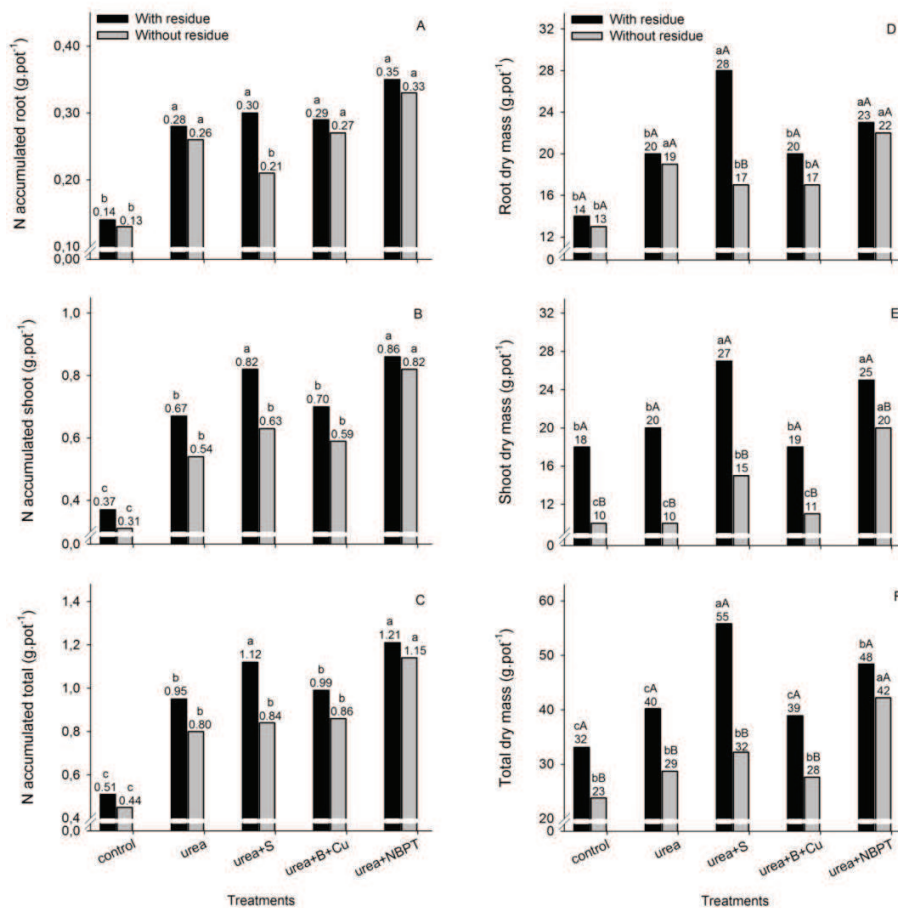 With residue
Without residue
A
N accumulated root (g.pot⁻¹)
0,40
0,30
0,20
0,10
0,00
b
0.14
b
0.13
a
0.28
a
0.26
a
0.30
b
0.21
a
0.29
a
0.27
a
0.35
a
0.33
B
N accumulated shoot (g.pot⁻¹)
1,0
0,8
0,6
0,4
0,0
c
0.37
c
0.31
b
0.67
b
0.54
a
0.82
b
0.63
b
0.70
b
0.59
a
0.86
a
0.82
C
N accumulated total (g.pot⁻¹)
1,4
1,2
1,0
0,8
0,6
0,4
0,0
c
0.51
c
0.44
b
0.95
b
0.80
a
1.12
b
0.84
b
0.99
b
0.86
a
1.21
a
1.15
control
urea
urea+S
urea+B+Cu
urea+NBPT
Treatments
With residue
Without residue
D
Root dry mass (g.pot⁻¹)
32
28
24
20
16
12
0
bA
14
bA
13
bA
20
aA
19
aA
28
bB
17
bA
20
bA
17
aA
23
aA
22
E
Shoot dry mass (g.pot⁻¹)
32
28
24
20
16
12
0
bA
18
cB
10
bA
20
cB
10
aA
27
bB
15
bA
19
cB
11
aA
25
aB
20
F
Total dry mass (g.pot⁻¹)
60
50
40
30
20
0
cA
32
bB
23
cA
40
bB
29
aA
55
bB
32
cA
39
bB
28
bA
48
aA
42
control
urea
urea+S
urea+B+Cu
urea+NBPT
Treatments